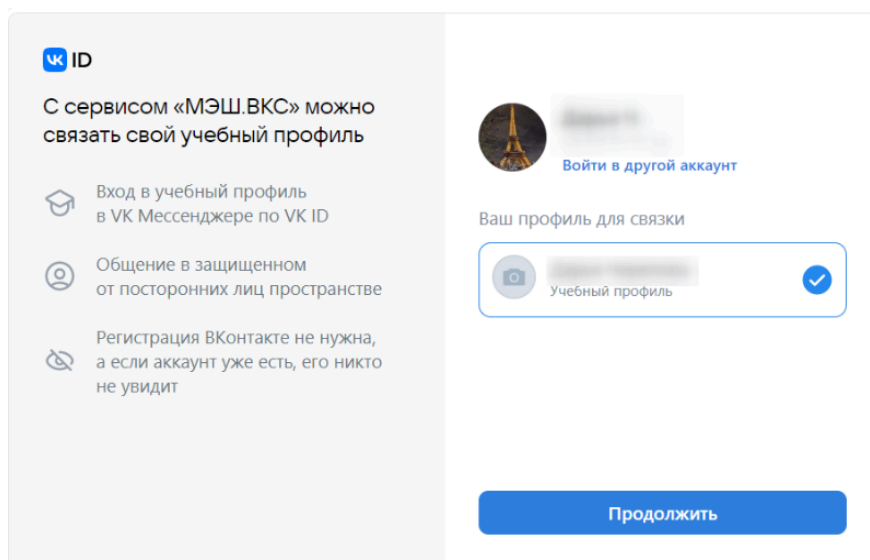 VK ID
С сервисом «МЭШ.ВКС» можно
связать свой учебный профиль
Вход в учебный профиль
в VK Мессенджере по VK ID
Общение в защищенном
от посторонних лиц пространстве
Регистрация ВКонтакте не нужна,
а если аккаунт уже есть, его никто
не увидит
Войти в другой аккаунт
Ваш профиль для связки
Учебный профиль
Продолжить